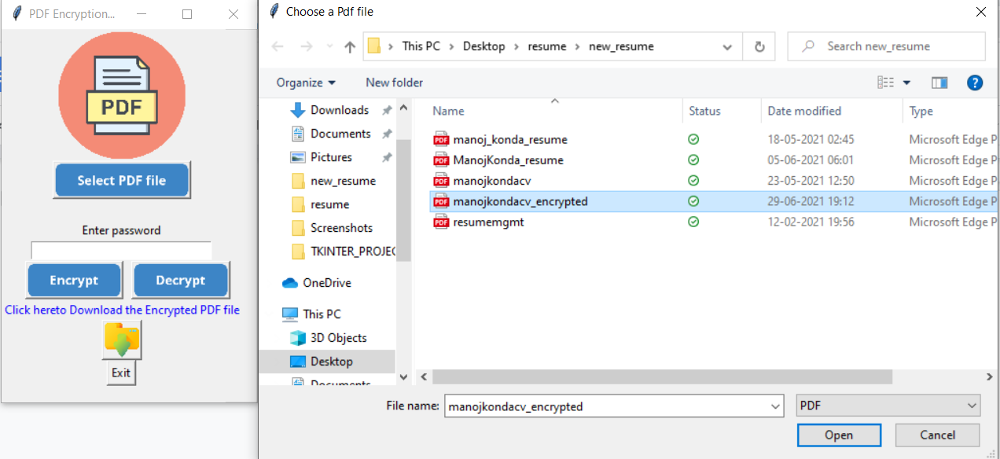 PDF Encryption...
PDF
Select PDF file
Enter password
Encrypt
Decrypt
Click hereto Download the Encrypted PDF file
Exit
Choose a Pdf file
This PC > Desktop > resume > new_resume
Search new_resume
Organize
New folder
?
Downloads
Documents
Pictures
new_resume
resume
Screenshots
TKINTER_PROJEC
OneDrive
This PC
3D Objects
Desktop
Documents
Name Status Date modified Type
PDF manoj_konda_resume 18-05-2021 02:45 Microsoft Edge P
PDF ManojKonda_resume 05-06-2021 06:01 Microsoft Edge P
PDF manojkondacv 23-05-2021 12:50 Microsoft Edge P
PDF manojkondacv_encrypted 29-06-2021 19:12 Microsoft Edge P
PDF resumemgmt 12-02-2021 19:56 Microsoft Edge P
File name: manojkondacv_encrypted
PDF
Open
Cancel